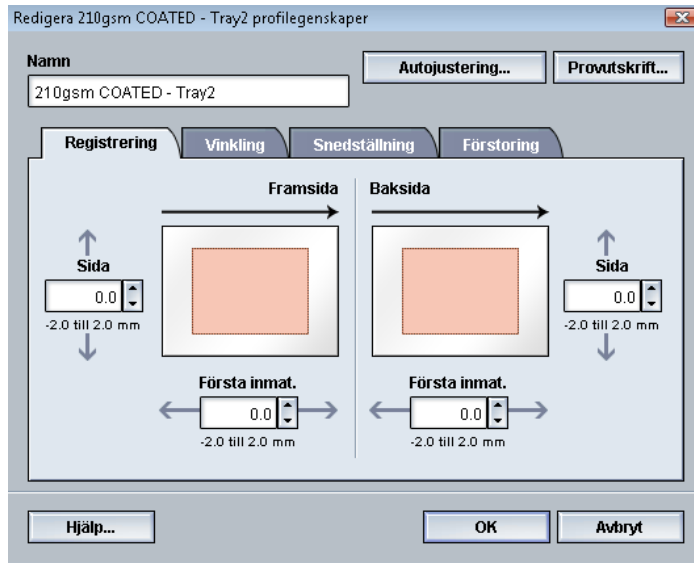 Redigera 210gsm COATED - Tray2 profilegenskaper
Namn
210gsm COATED - Tray2
Autojustering...
Provutskrift...
Registrering
Vinkling
Snedställning
Förstoring
Framsida
Baksida
Sida
0.0
-2.0 till 2.0 mm
Sida
0.0
-2.0 till 2.0 mm
Första inmat.
0.0
-2.0 till 2.0 mm
Första inmat.
0.0
-2.0 till 2.0 mm
Hjälp...
OK
Avbryt